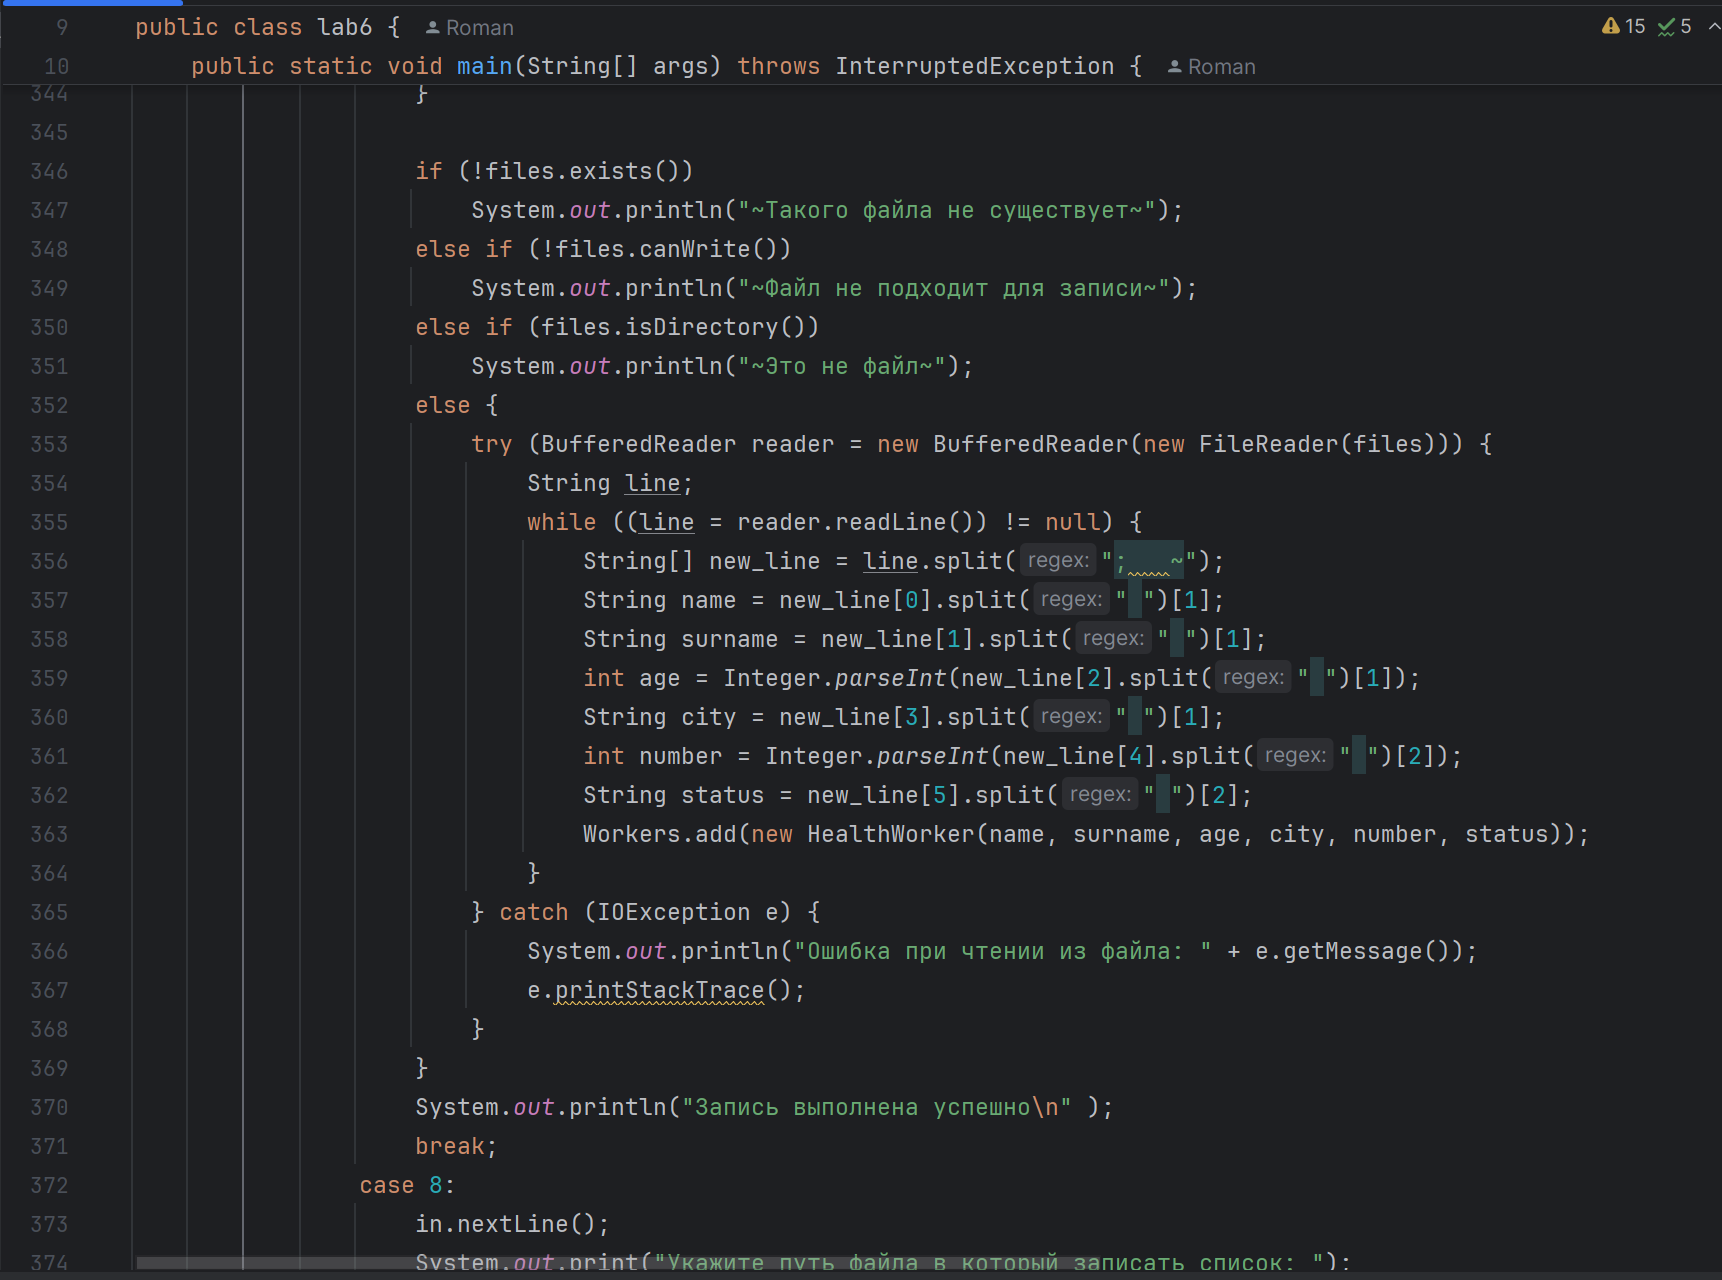 9 public class lab6 { Roman 15 5
10 public static void main(String[] args) throws InterruptedException { Roman
344 }
345
346 if (!files.exists())
347 System.out.println("~Такого файла не существует~");
348 else if (!files.canWrite())
349 System.out.println("~Файл не подходит для записи~");
350 else if (files.isDirectory())
351 System.out.println("~Это не файл~");
352 else {
353 try (BufferedReader reader = new BufferedReader(new FileReader(files))) {
354 String line;
355 while ((line = reader.readLine()) != null) {
356 String[] new_line = line.split( regex: ";   ~");
357 String name = new_line[0].split( regex: " ")[1];
358 String surname = new_line[1].split( regex: " ")[1];
359 int age = Integer.parseInt(new_line[2].split( regex: " ")[1]);
360 String city = new_line[3].split( regex: " ")[1];
361 int number = Integer.parseInt(new_line[4].split( regex: " ")[2]);
362 String status = new_line[5].split( regex: " ")[2];
363 Workers.add(new HealthWorker(name, surname, age, city, number, status));
364 }
365 } catch (IOException e) {
366 System.out.println("Ошибка при чтении из файла: " + e.getMessage());
367 e.printStackTrace();
368 }
369 }
370 System.out.println("Запись выполнена успешно\n" );
371 break;
372 case 8:
373 in.nextLine();
374 System.out.print("Укажите путь файла в который записать список: ");